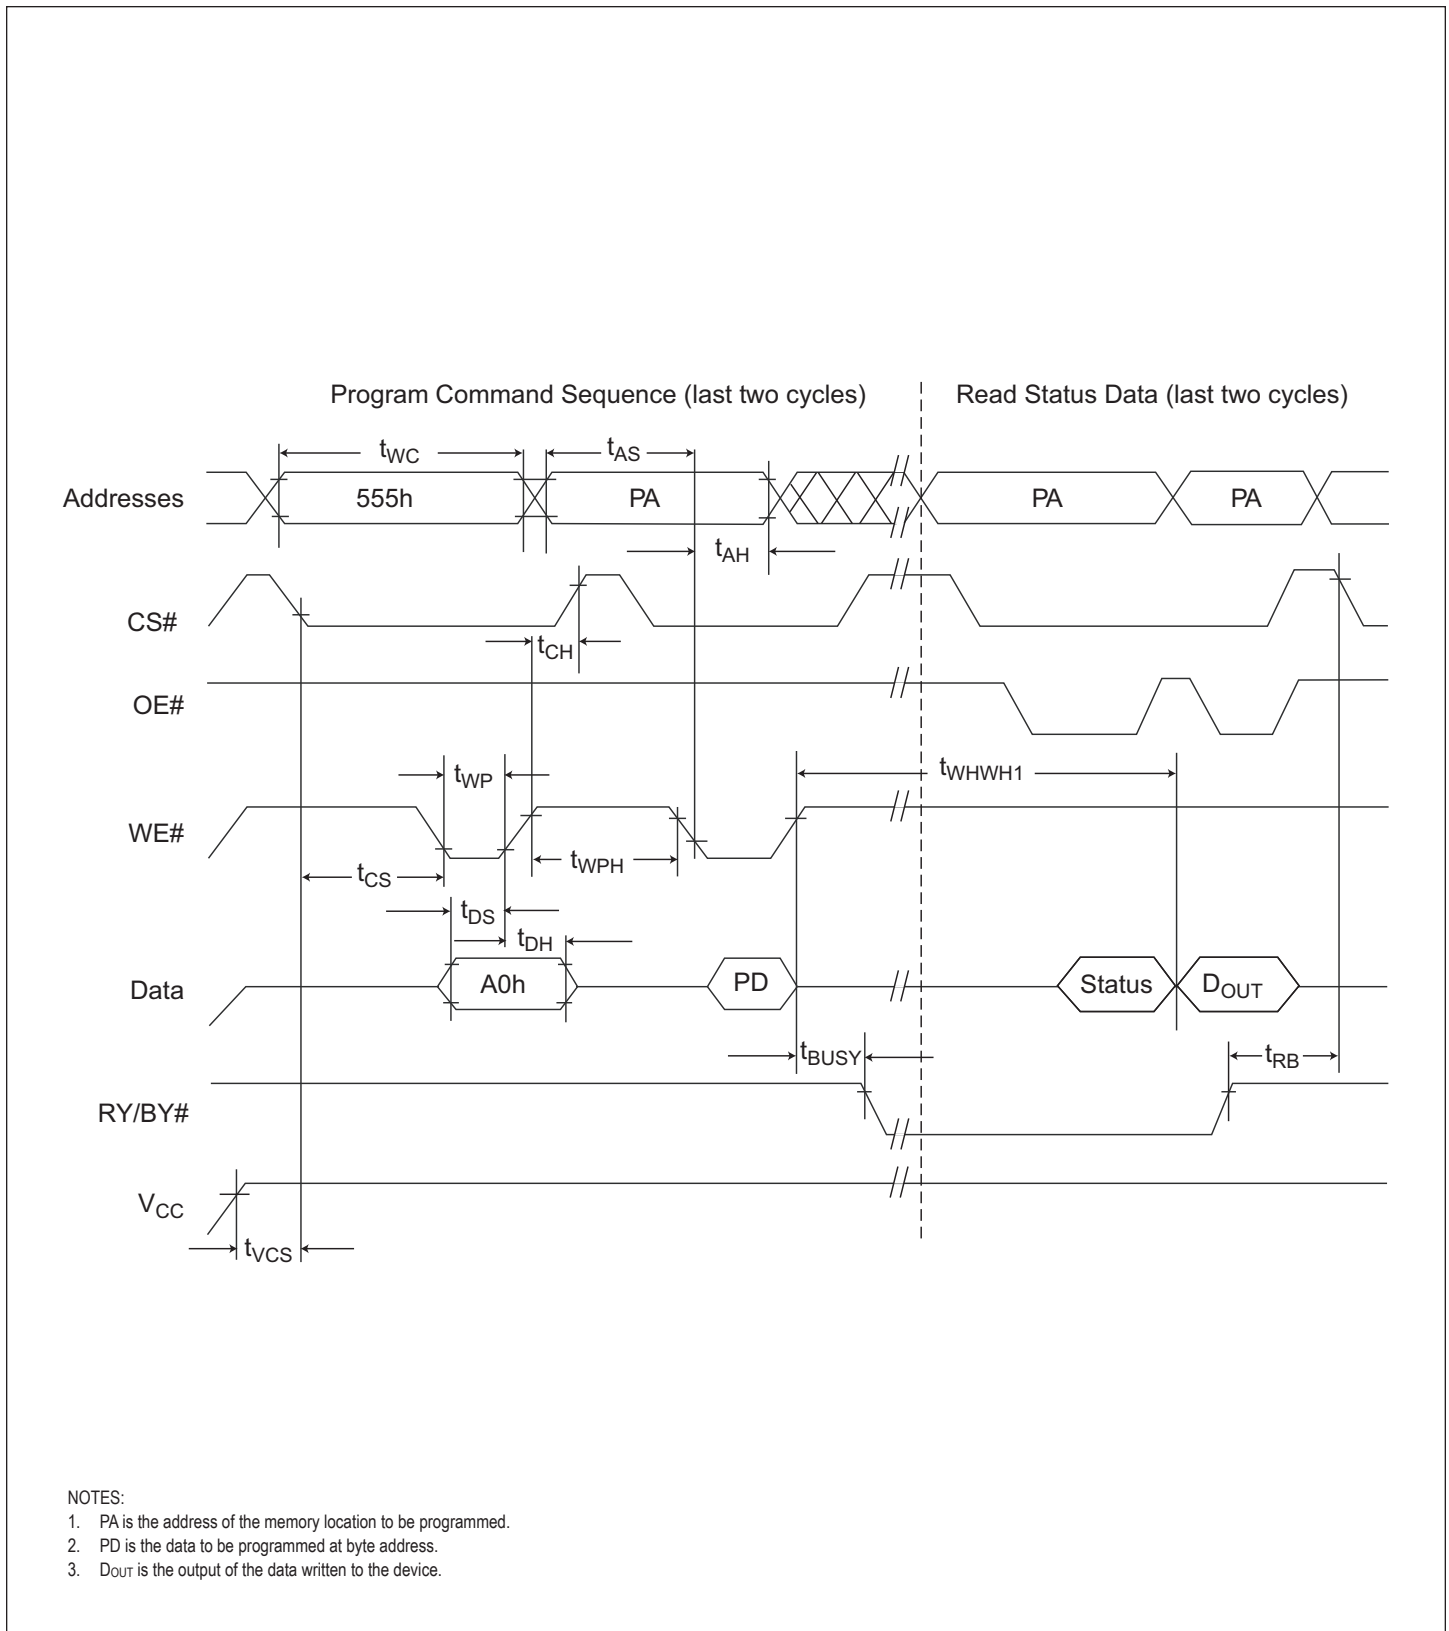 Program Command Sequence (last two cycles) Read Status Data (last two cycles)
tWC tAS
Addresses 555h PA PA PA
tAH
CS#
tCH
OE#
tWP tWHWH1
WE#
tCS tWPH
tDS
tDH
Data A0h PD Status DOUT
tBUSY tRB
RY/BY#
VCC
tVCS
NOTES:
1. PA is the address of the memory location to be programmed.
2. PD is the data to be programmed at byte address.
3. DOUT is the output of the data written to the device.